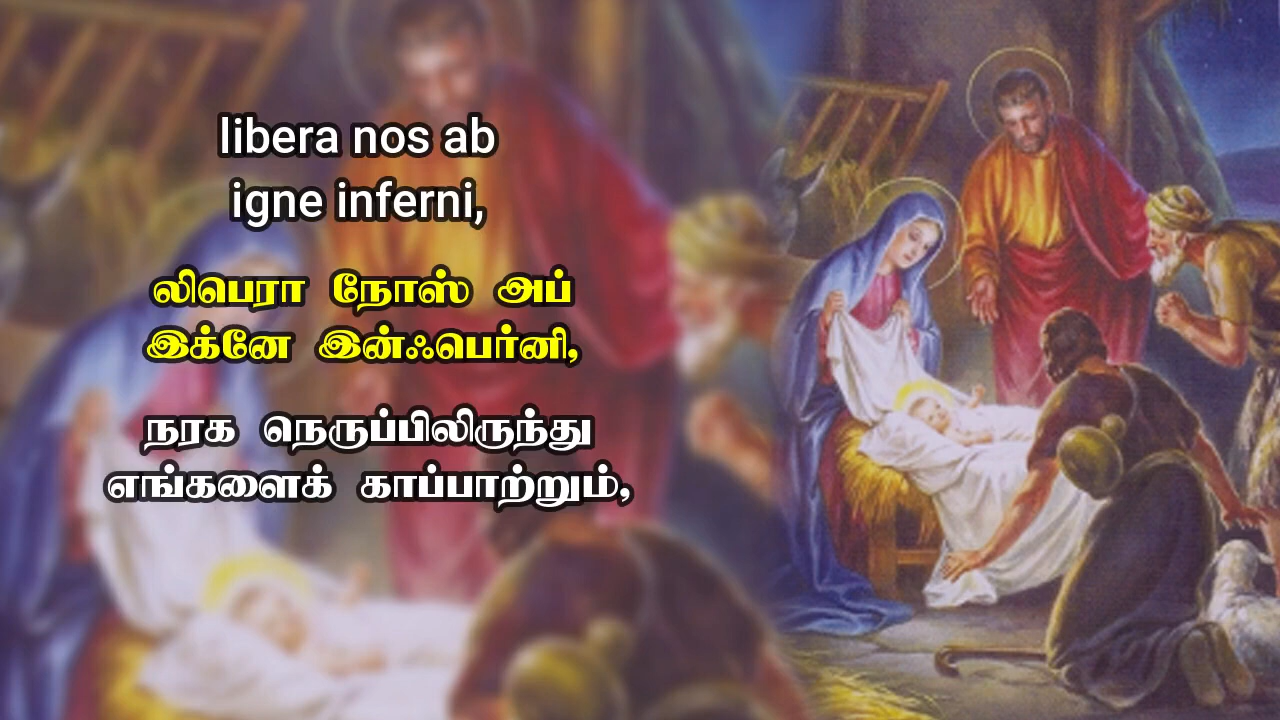 libera nos ab
igne inferni,
லிபெரா நோஸ் அப்
இக்னே இன்ஃபெர்னி,
நரக நெருப்பிலிருந்து
எங்களைக் காப்பாற்றும்,